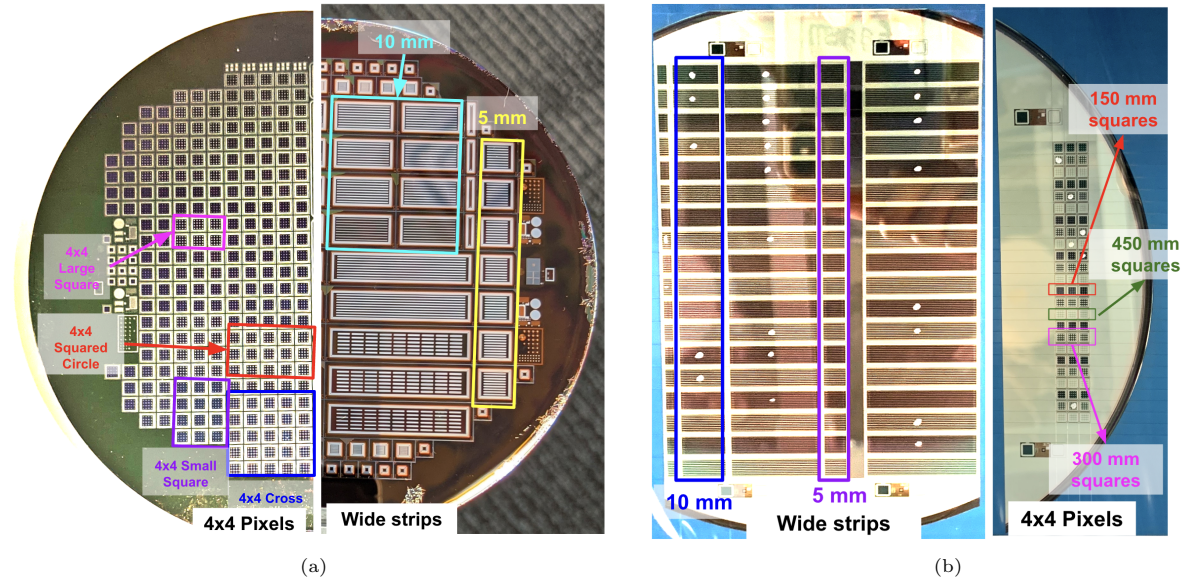 10 mm
5 mm
4x4
Large
Square
4x4
Squared
Circle
4x4 Small
Square
4x4 Cross
4x4 Pixels
Wide strips
(a)
150 mm
squares
450 mm
squares
300 mm
squares
10 mm
5 mm
Wide strips
4x4 Pixels
(b)